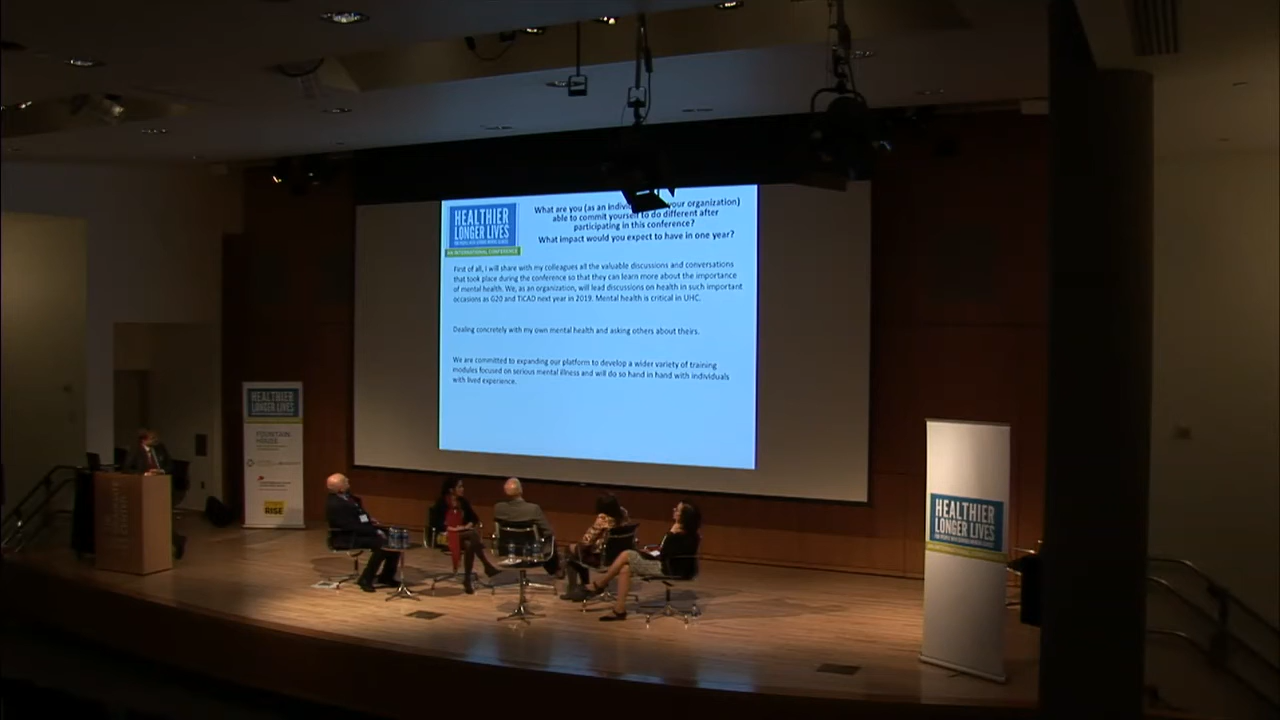 HEALTHIER
LONGER LIVES
FOR PEOPLE WITH SERIOUS MENTAL ILLNESS
AN INTERNATIONAL CONFERENCE
What are you (as an your organization)
able to commit yourself to do different after
participating in this conference?
What impact would you expect to have in one year?
First of all, I will share with my colleagues all the valuable discussions and conversations
that took place during the conference so that they can learn more about the importance
of mental health. We, as an organization, will lead discussions on health in such important
occasions as G20 and TICAD next year in 2019. Mental health is critical in UHC.
Dealing concretely with my own mental health and asking others about theirs.
We are committed to expanding our platform to develop a wider variety of training
modules focused on serious mental illness and will do so hand in hand with individuals
with lived experience.
HEALTHIER
LONGER LIVES
FOUNTAIN
HOUSE
RISE
HEALTHIER
LONGER LIVES